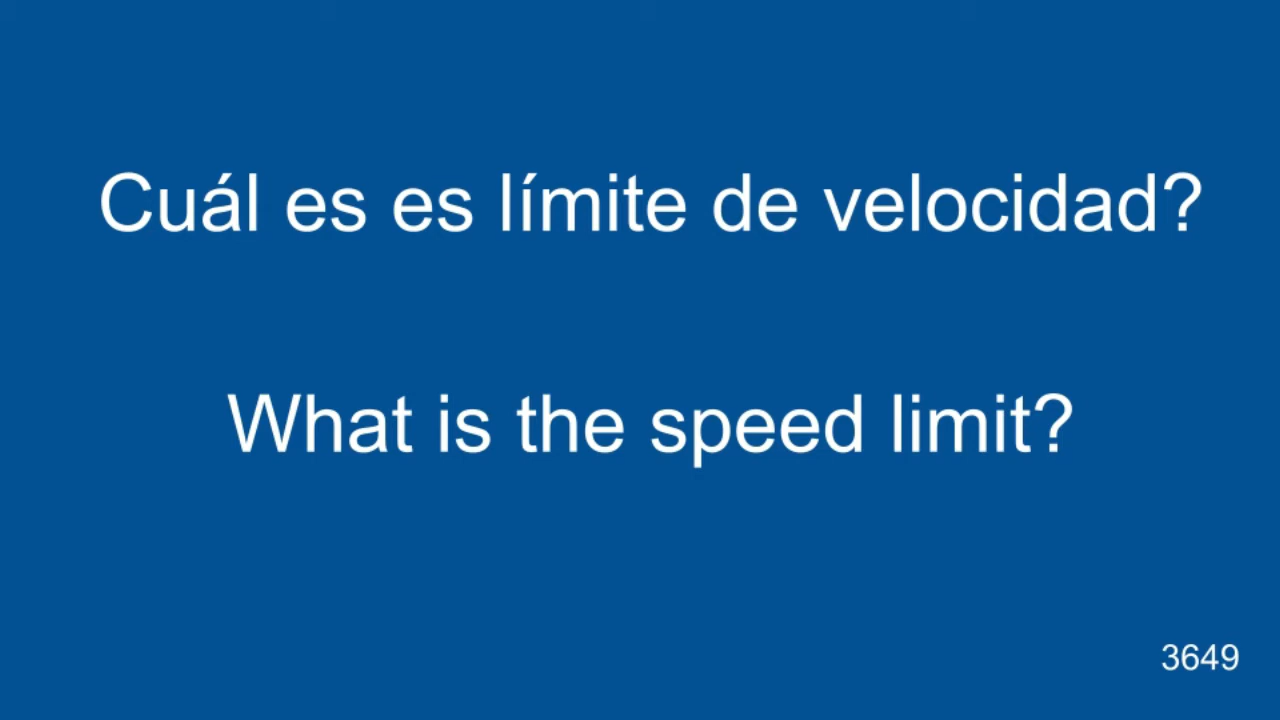 Cuál es es límite de velocidad?
What is the speed limit?
3649